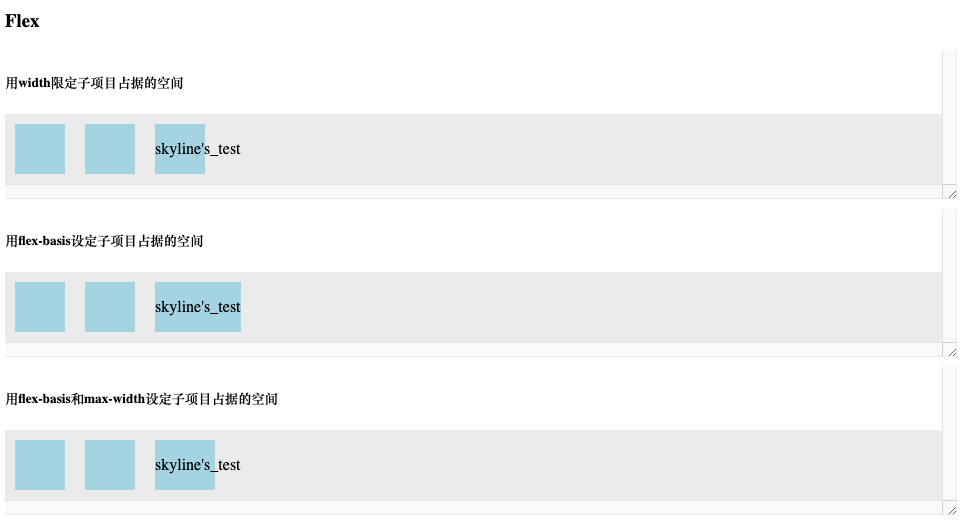 Flex
用width限定子项目占据的空间
skyline's_test
用flex-basis设定子项目占据的空间
skyline's_test
用flex-basis和max-width设定子项目占据的空间
skyline's_test